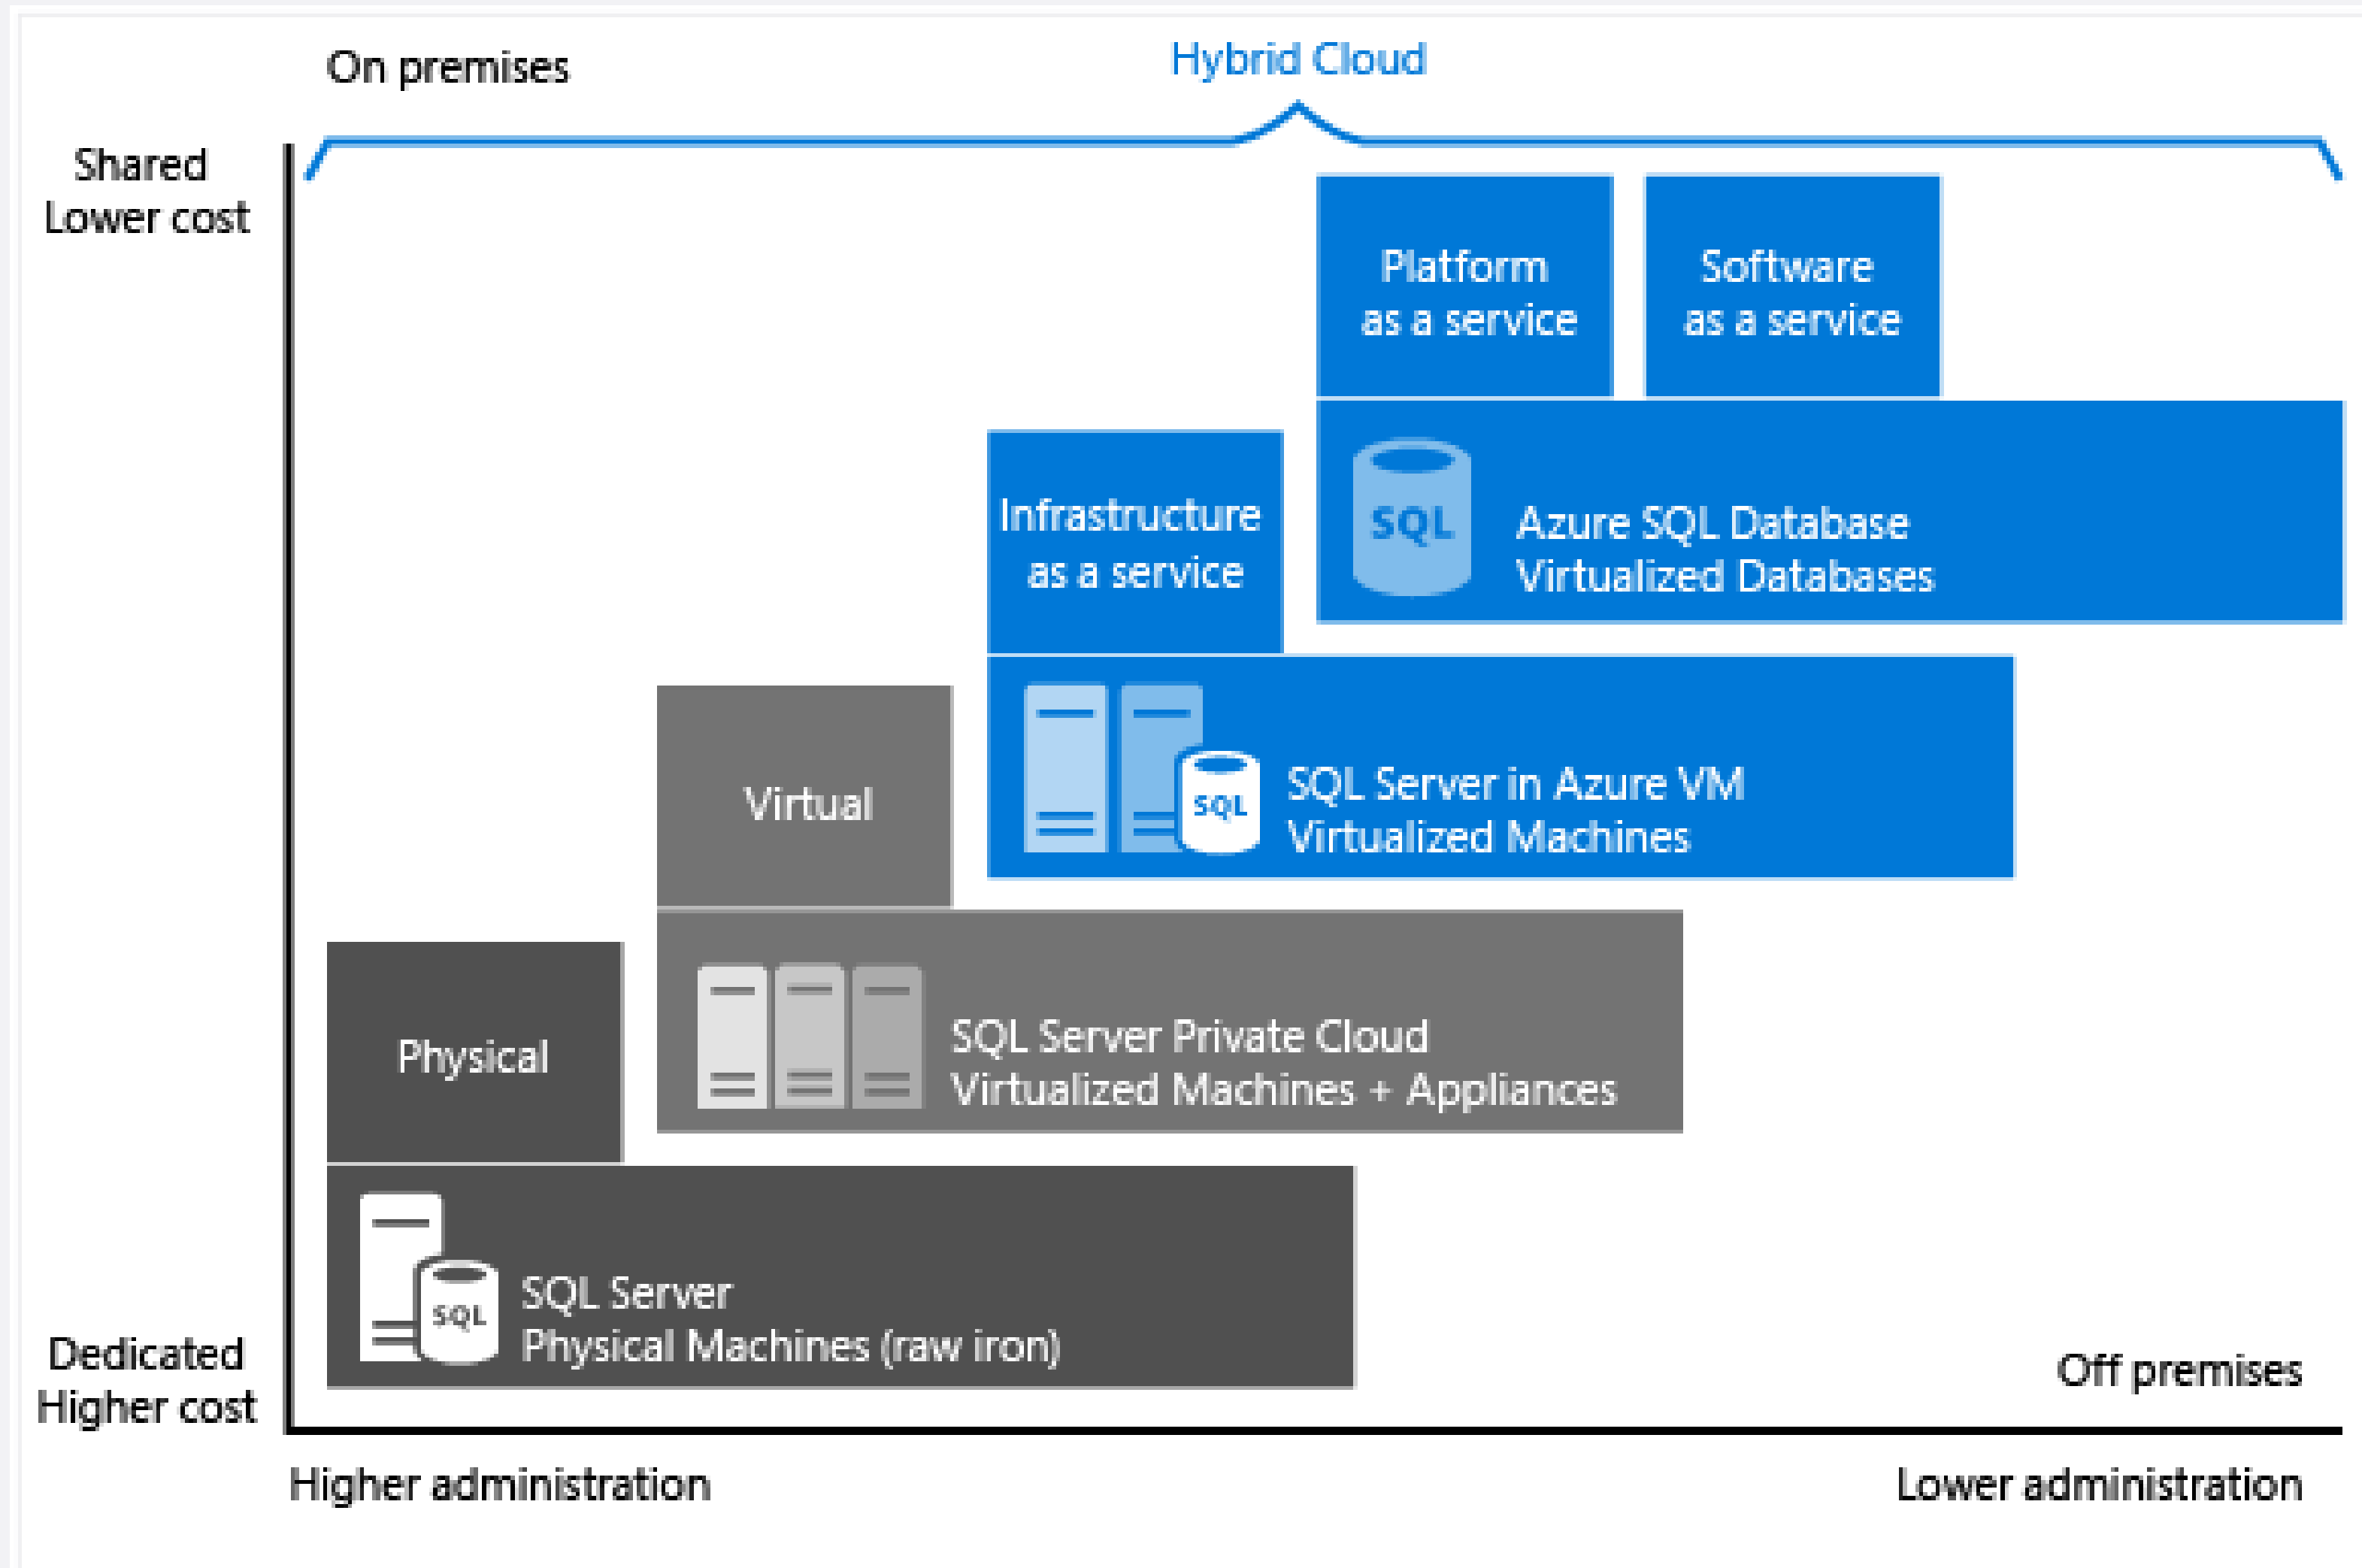 On premises
Hybrid Cloud
Shared
Lower cost
Platform
as a service
Software
as a service
Infrastructure
as a service
SQL
Azure SQL Database
Virtualized Databases
Virtual
SQL
SQL Server in Azure VM
Virtualized Machines
Physical
SQL Server Private Cloud
Virtualized Machines + Appliances
SQL
SQL Server
Physical Machines (raw iron)
Dedicated
Higher cost
Off premises
Higher administration
Lower administration